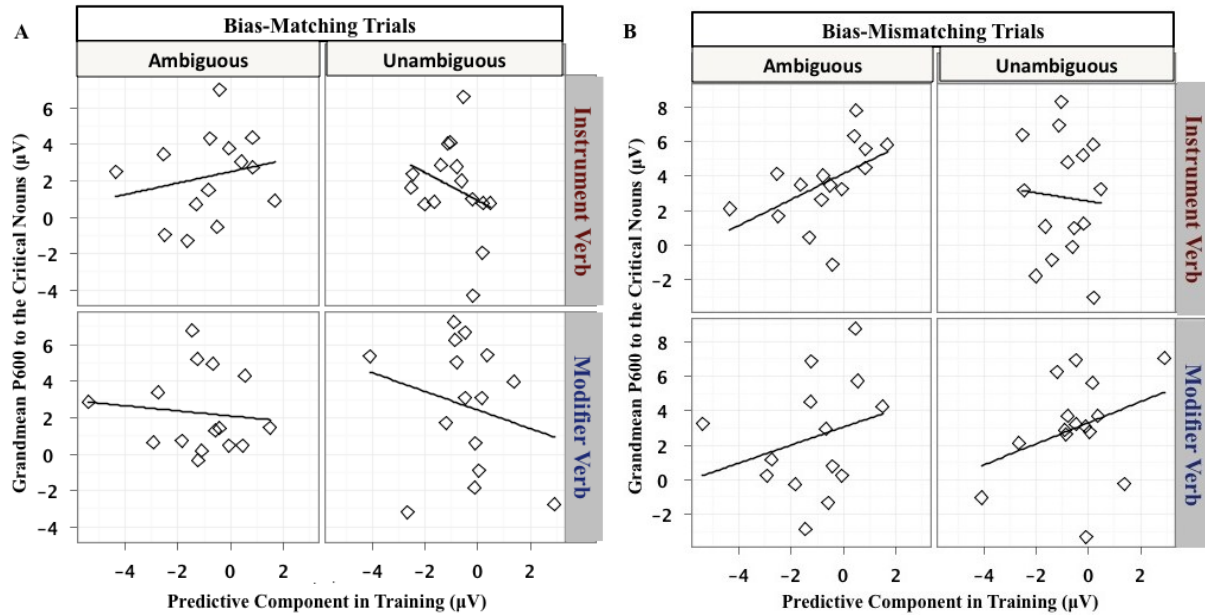 A
Bias-Matching Trials
Ambiguous
Unambiguous
Grandmean P600 to the Critical Nouns (μV)
6
4
2
0
−2
−4
Instrument Verb
6
4
2
0
−2
−4
Modifier Verb
−4
−2
0
2
−4
−2
0
2
Predictive Component in Training (μV)
B
Bias-Mismatching Trials
Ambiguous
Unambiguous
Grandmean P600 to the Critical Nouns (μV)
8
6
4
2
0
−2
Instrument Verb
8
6
4
2
0
−2
Modifier Verb
−4
−2
0
2
−4
−2
0
2
Predictive Component in Training (μV)